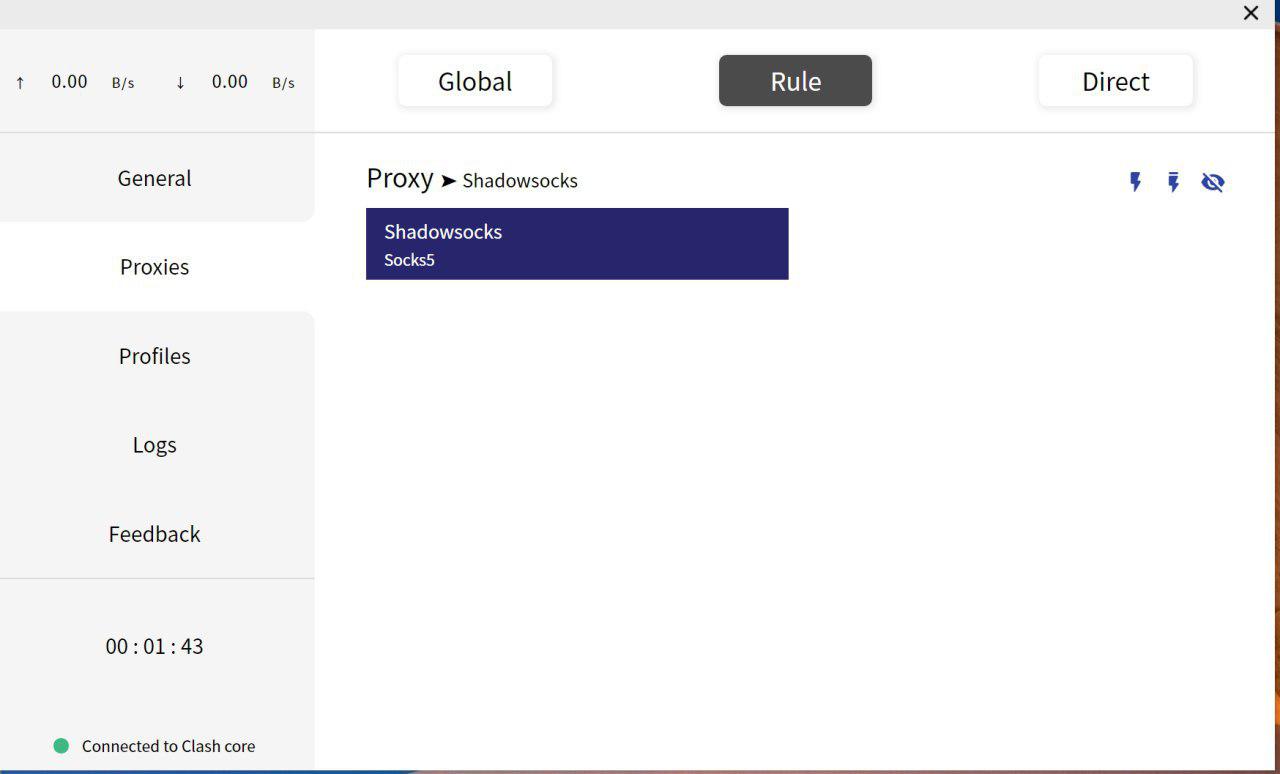 ↑ 0.00 B/s ↓ 0.00 B/s
Global
Rule
Direct
General
Proxies
Profiles
Logs
Feedback
00 : 01 : 43
Connected to Clash core
Proxy ➤ Shadowsocks
Shadowsocks
Socks5